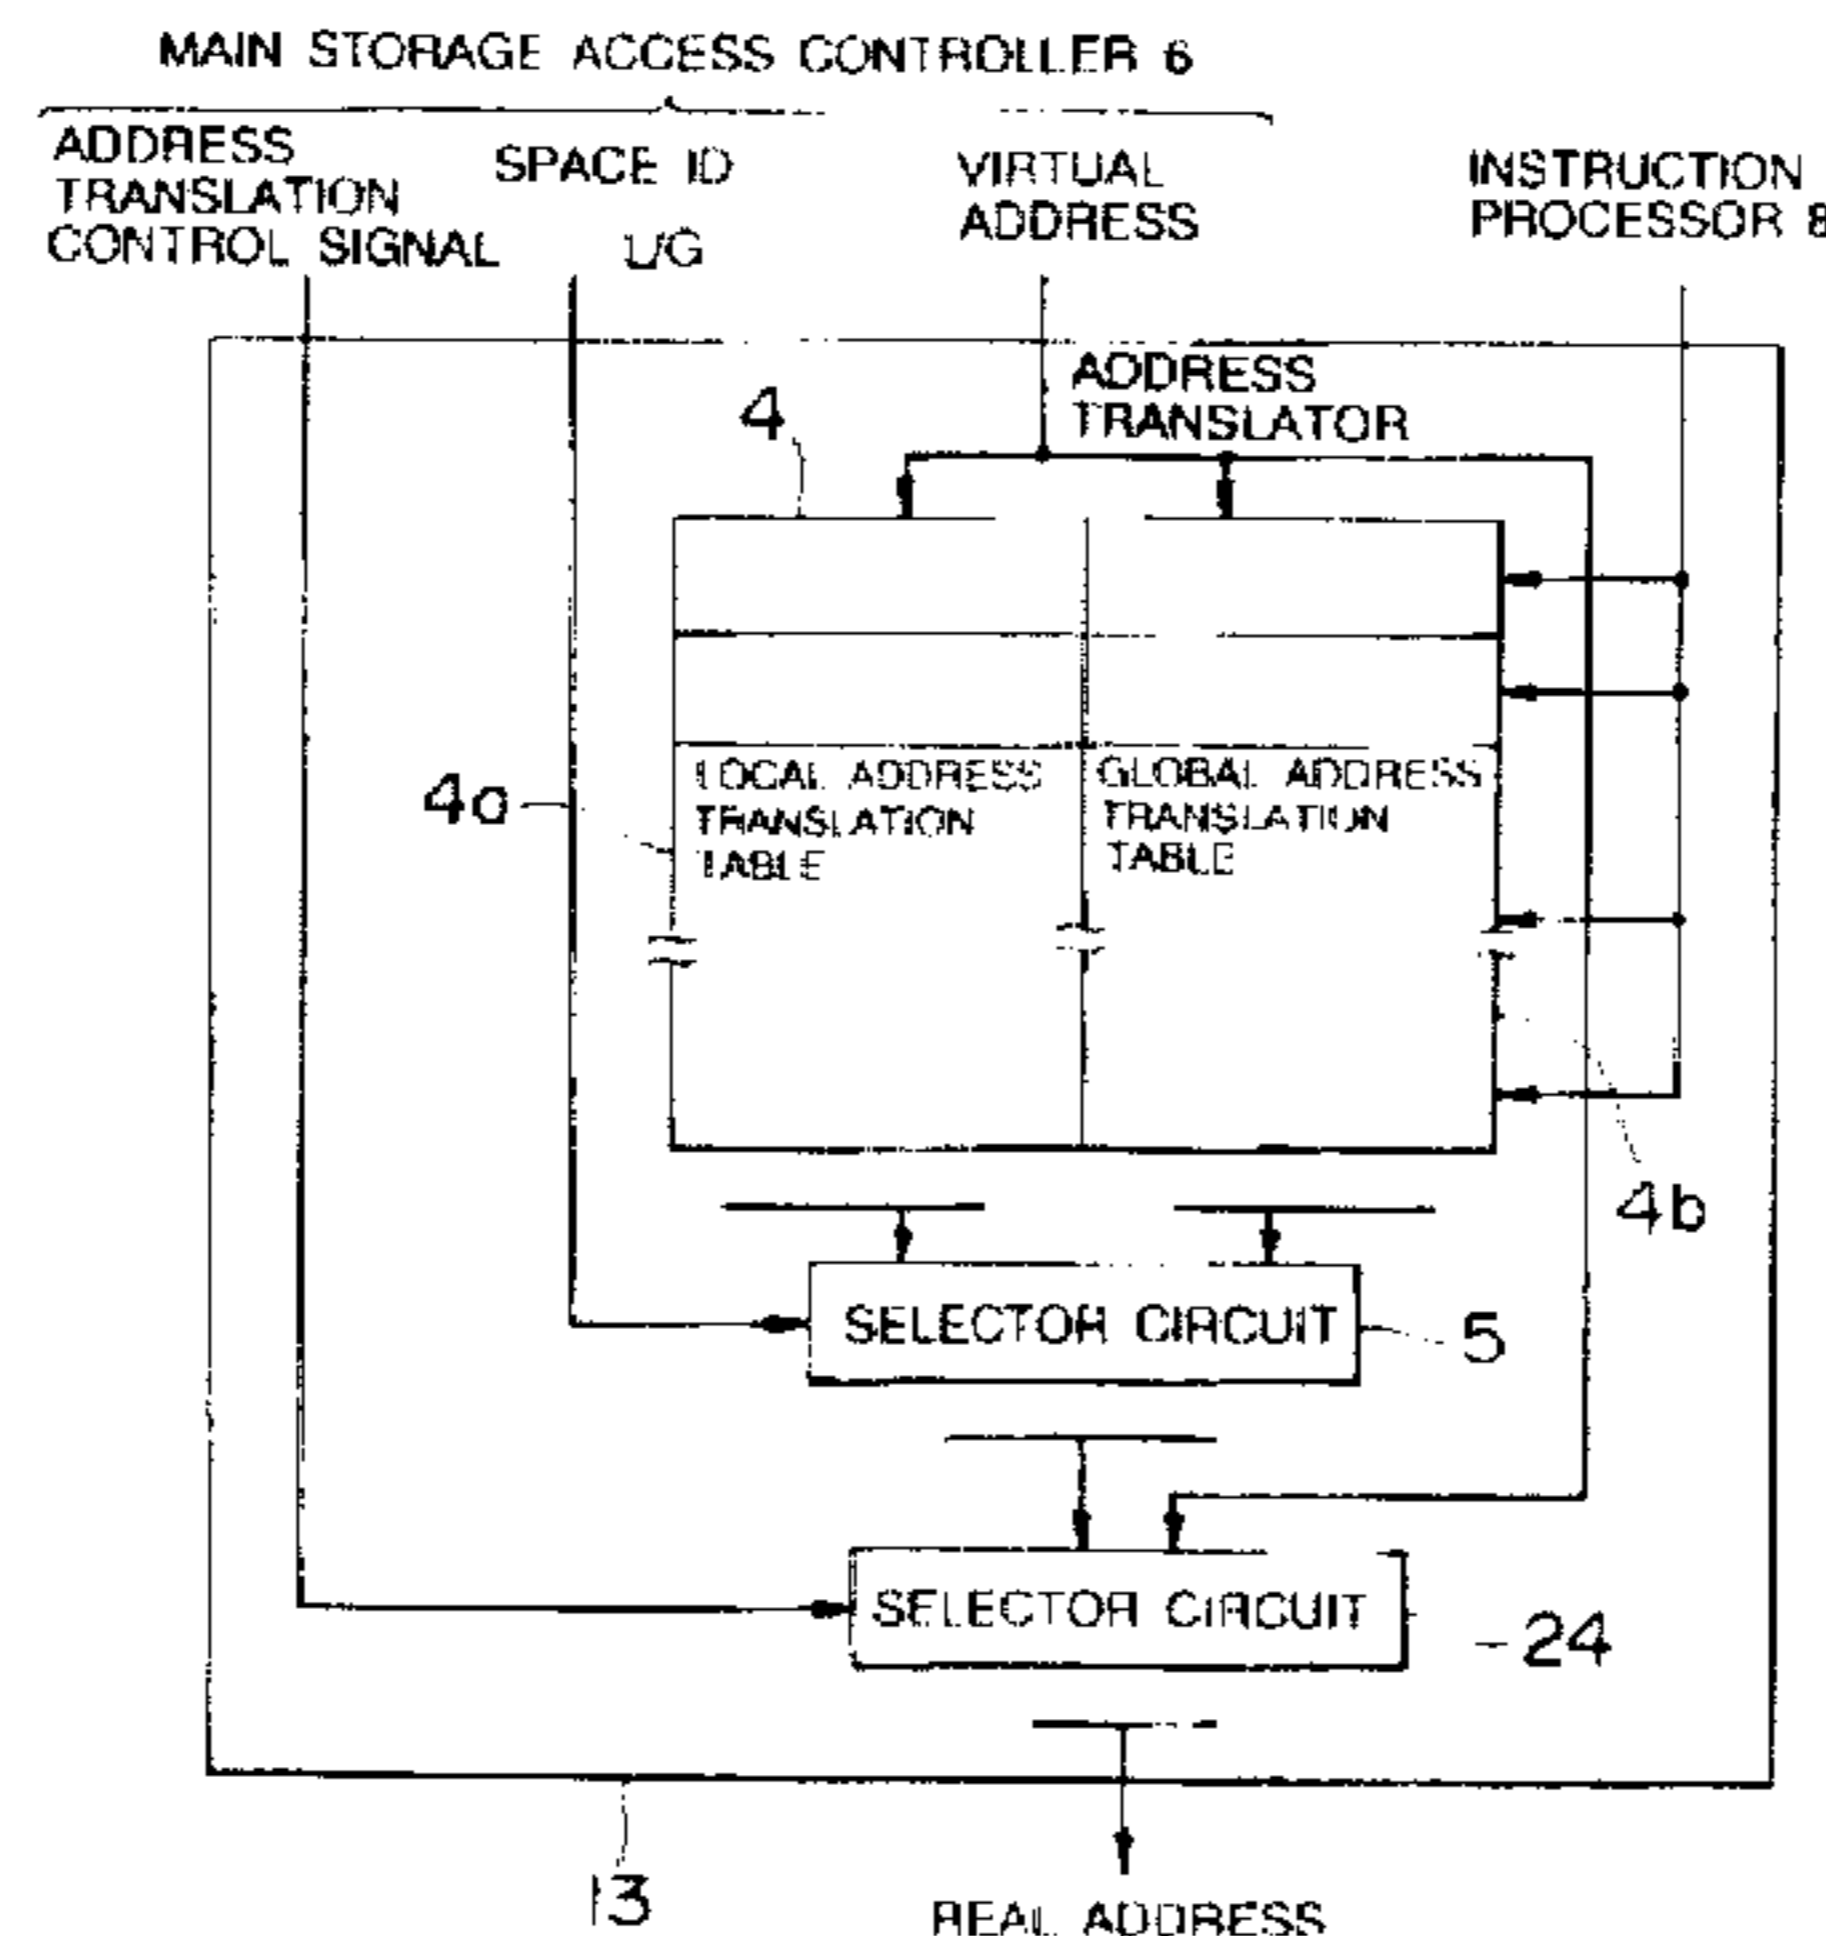 MAIN STORAGE ACCESS CONTROLLER 6
ADDRESS
TRANSLATION
CONTROL SIGNAL
SPACE ID
L/G
VIRTUAL
ADDRESS
INSTRUCTION
PROCESSOR 8
ADDRESS
TRANSLATOR
4
4a
LOCAL ADDRESS
TRANSLATION
TABLE
GLOBAL ADDRESS
TRANSLATION
TABLE
4b
SELECTOR CIRCUIT
5
SELECTOR CIRCUIT
24
13
REAL ADDRESS